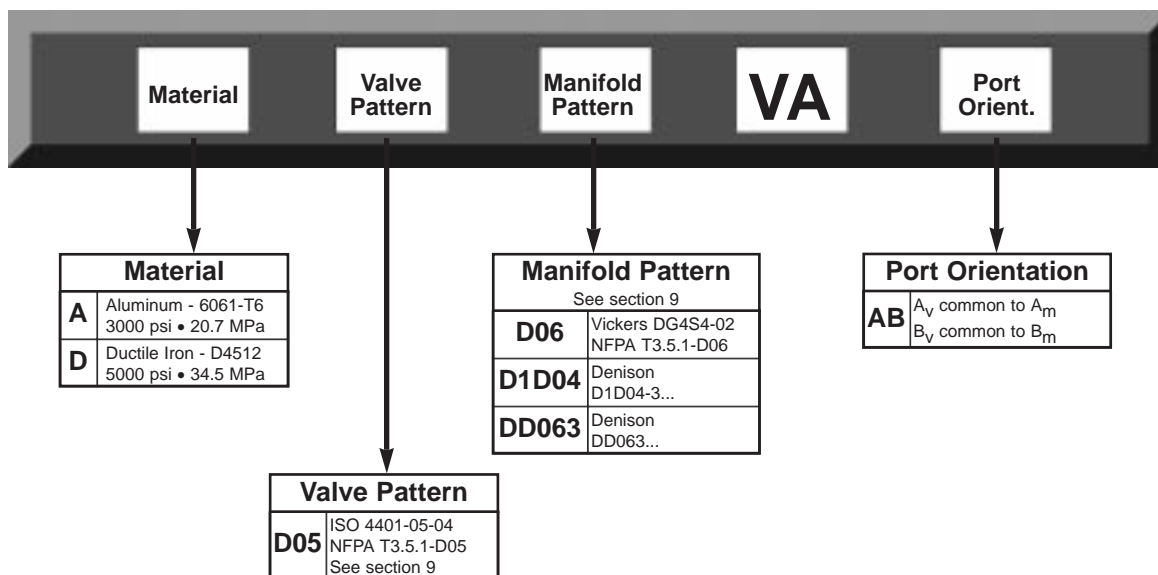 Material
Valve
Pattern
Manifold
Pattern
VA
Port
Orient.
Material
A
Aluminum - 6061-T6
3000 psi • 20.7 MPa
D
Ductile Iron - D4512
5000 psi • 34.5 MPa
Manifold Pattern
See section 9
D06
Vickers DG4S4-02
NFPA T3.5.1-D06
D1D04
Denison
D1D04-3...
DD063
Denison
DD063...
Port Orientation
AB
Av common to Am
Bv common to Bm
Valve Pattern
D05
ISO 4401-05-04
NFPA T3.5.1-D05
See section 9